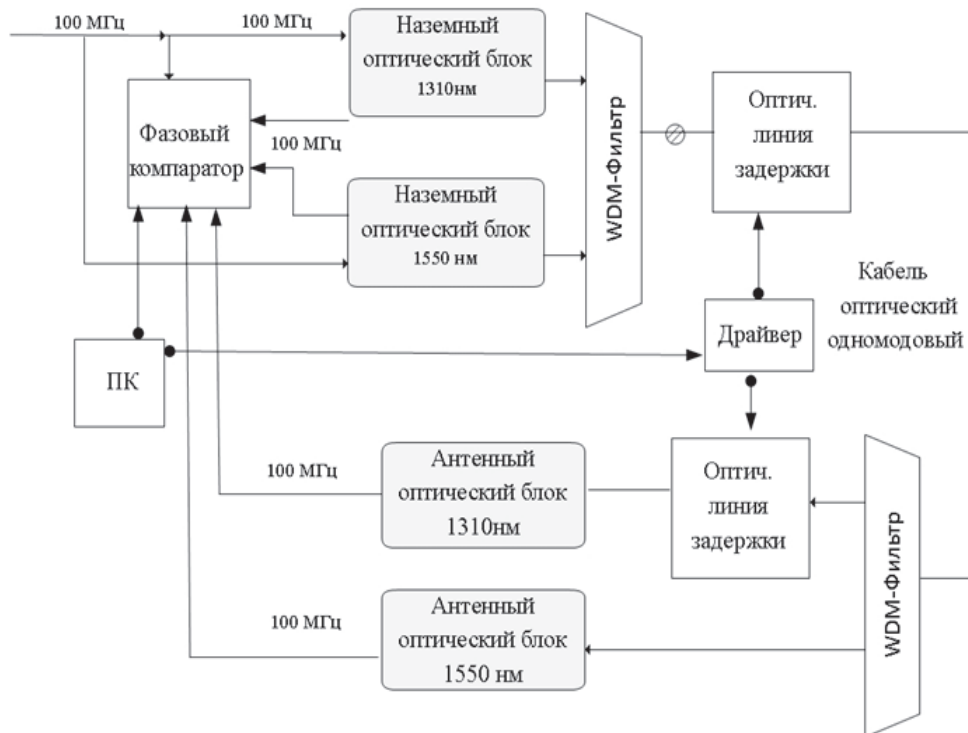 100 МГц
100 МГц
Наземный
оптический блок
1310нм
Фазовый
компаратор
100 МГц
Наземный
оптический блок
1550 нм
WDM-Фильтр
Оптич.
линия
задержки
Кабель
оптический
одномодовый
Драйвер
ПК
100 МГц
Антенный
оптический блок
1310нм
Оптич.
линия
задержки
WDM-Фильтр
100 МГц
Антенный
оптический блок
1550 нм